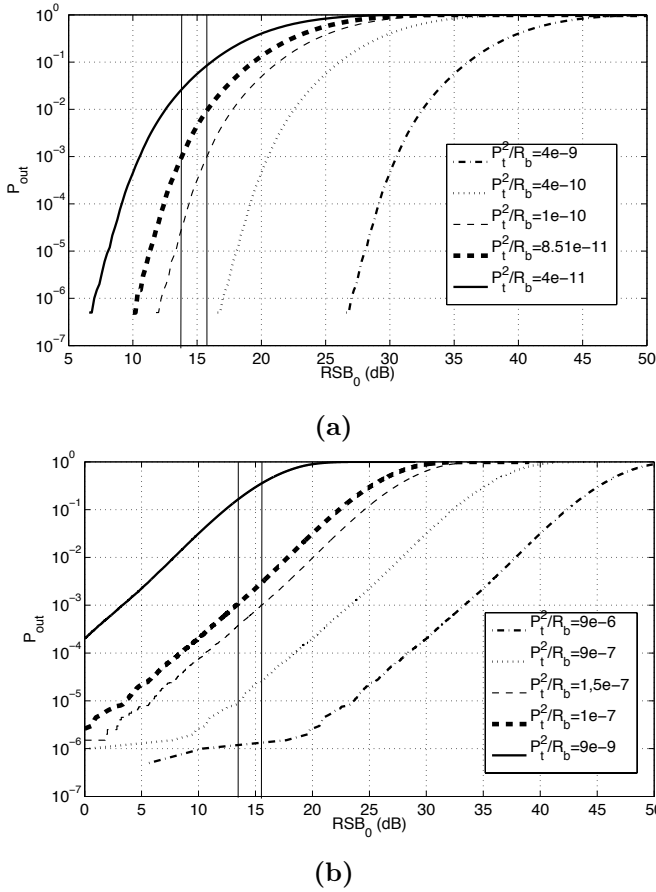 10^0
10^-1
10^-2
10^-3
10^-4
10^-5
10^-6
10^-7
P_out
P_t^2/R_b=4e-9
P_t^2/R_b=4e-10
P_t^2/R_b=1e-10
P_t^2/R_b=8.51e-11
P_t^2/R_b=4e-11
5 10 15 20 25 30 35 40 45 50
RSB_0 (dB)
(a)
10^0
10^-1
10^-2
10^-3
10^-4
10^-5
10^-6
10^-7
P_out
P_t^2/R_b=9e-6
P_t^2/R_b=9e-7
P_t^2/R_b=1,5e-7
P_t^2/R_b=1e-7
P_t^2/R_b=9e-9
0 5 10 15 20 25 30 35 40 45 50
RSB_0 (dB)
(b)